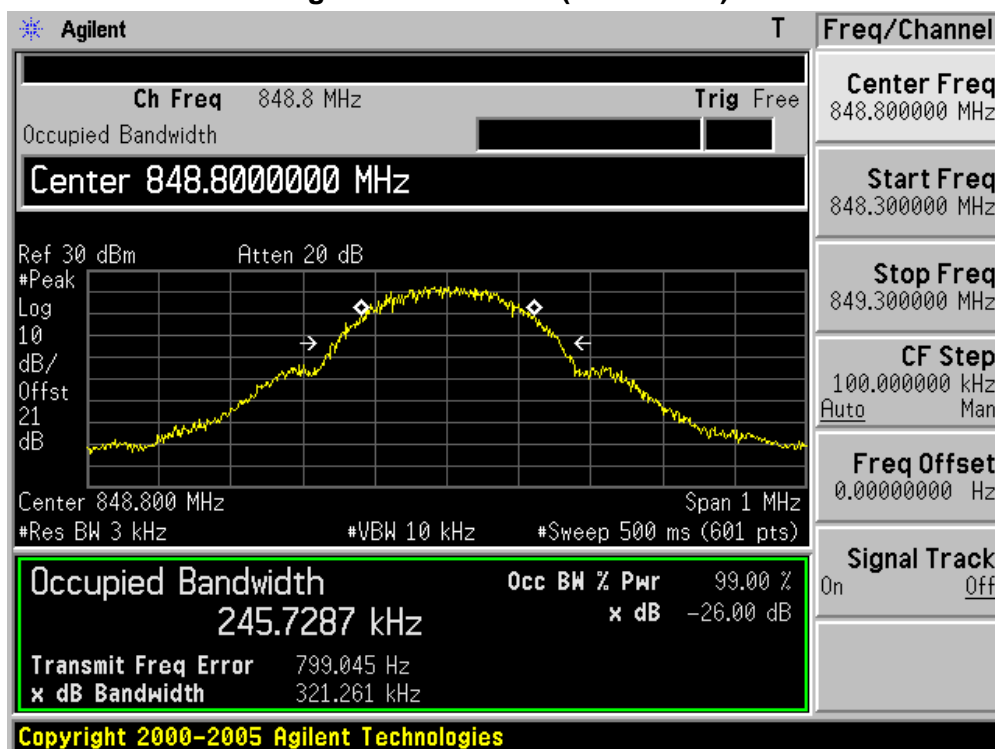 Agilent T
Freq/Channel
Ch Freq 848.8 MHz Trig Free
Occupied Bandwidth
Center 848.8000000 MHz
Ref 30 dBm Atten 20 dB
#Peak
Log
10
dB/
Offst
21
dB
Center 848.800 MHz Span 1 MHz
#Res BW 3 kHz #VBW 10 kHz #Sweep 500 ms (601 pts)
Occupied Bandwidth
245.7287 kHz
Occ BW % Pwr 99.00 %
x dB -26.00 dB
Transmit Freq Error 799.045 Hz
x dB Bandwidth 321.261 kHz
Center Freq
848.800000 MHz
Start Freq
848.300000 MHz
Stop Freq
849.300000 MHz
CF Step
100.000000 kHz
Auto Man
Freq Offset
0.00000000 Hz
Signal Track
On Off
Copyright 2000-2005 Agilent Technologies